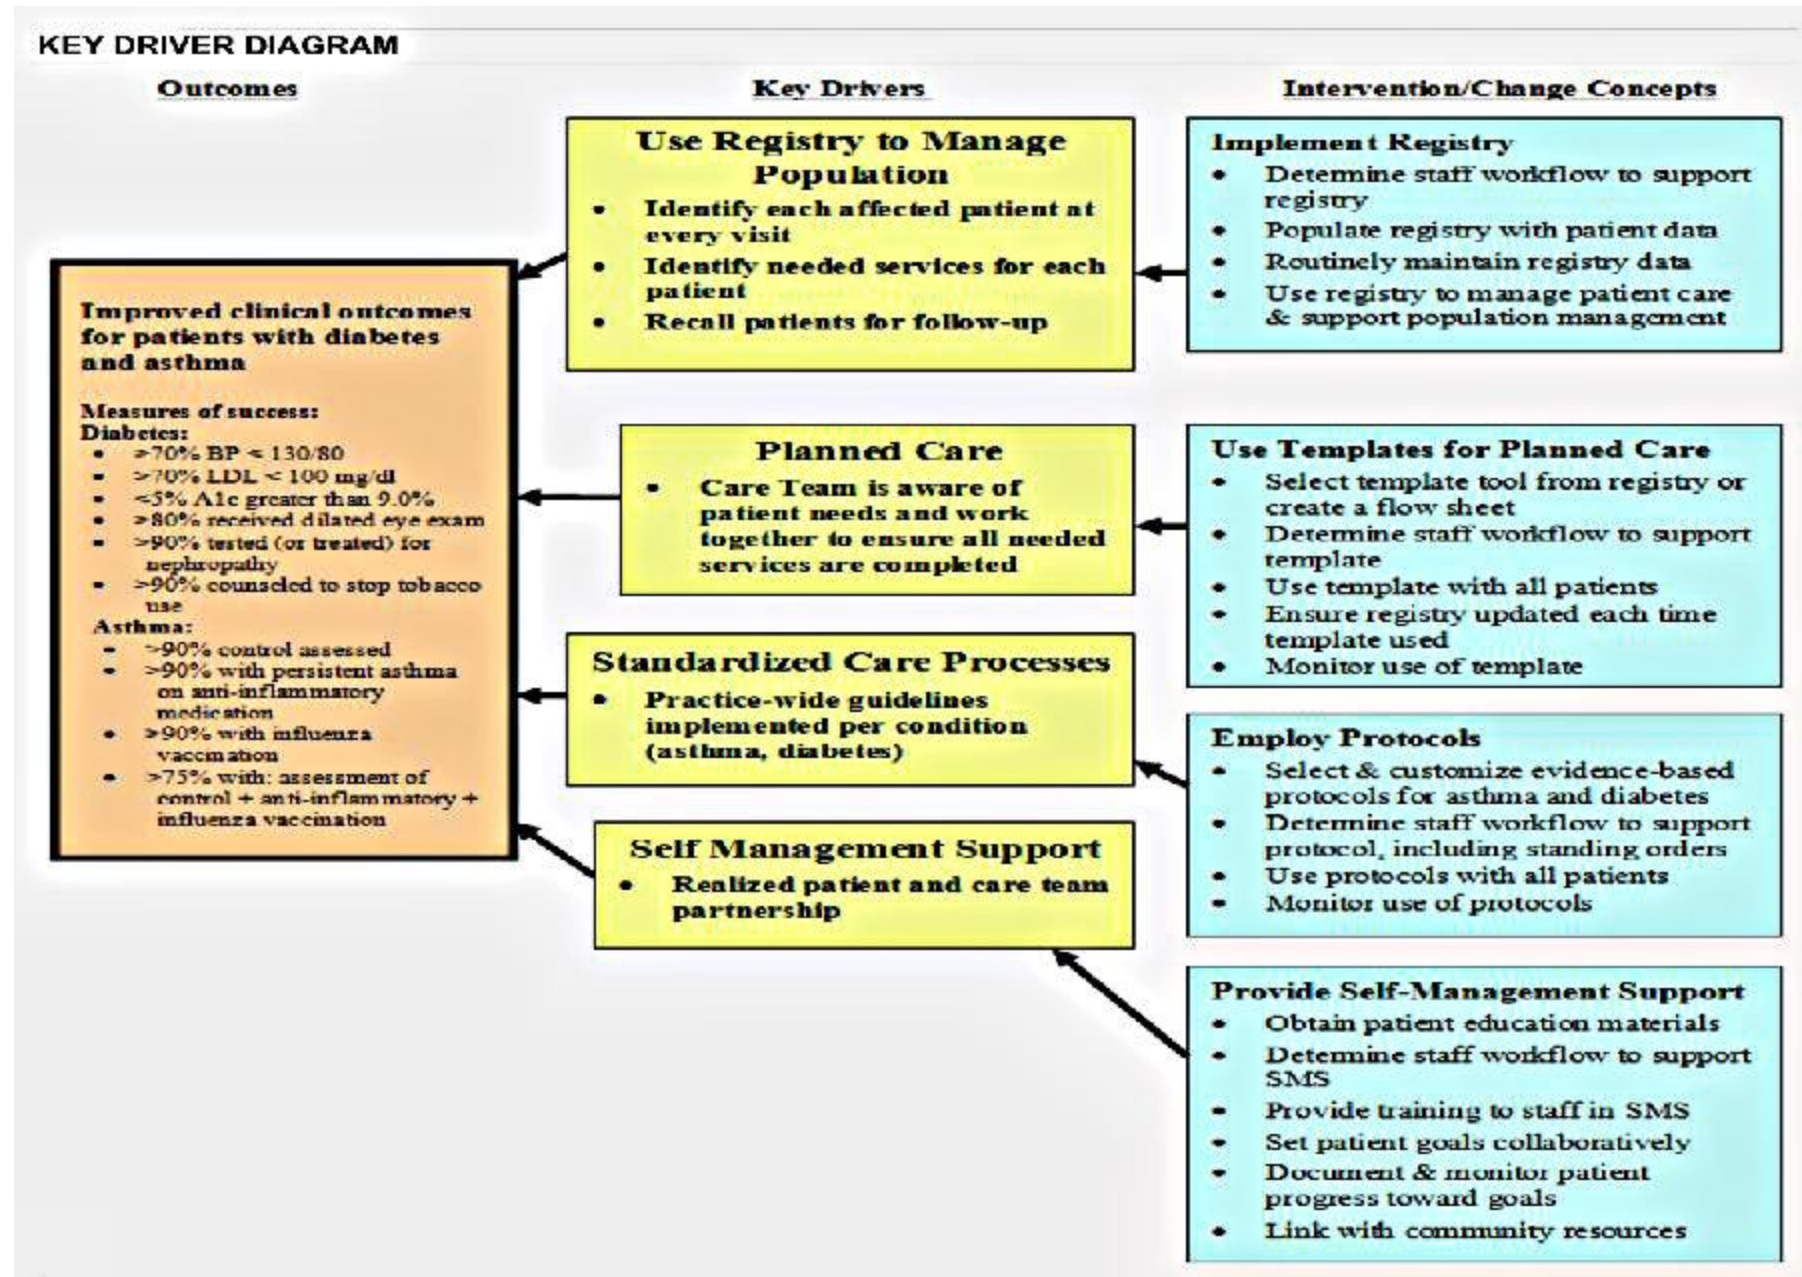 KEY DRIVER DIAGRAM
Outcomes
Key Drivers
Intervention/Change Concepts
Improved clinical outcomes
for patients with diabetes
and asthma
Measures of success:
Diabetes:
• >70% BP < 130/80
• >70% LDL < 100 mg/dl
• <5% A1c greater than 9.0%
• >80% received dilated eye exam
• >90% tested (or treated) for
nephropathy
• >90% counseled to stop tobacco
use
Asthma:
• >90% control assessed
• >90% with persistent asthma
on anti-inflammatory
medication
• >90% with influenza
vaccination
• >75% with: assessment of
control + anti-inflammatory +
influenza vaccination
Use Registry to Manage
Population
• Identify each affected patient at
every visit
• Identify needed services for each
patient
• Recall patients for follow-up
Planned Care
• Care Team is aware of
patient needs and work
together to ensure all needed
services are completed
Standardized Care Processes
• Practice-wide guidelines
implemented per condition
(asthma, diabetes)
Self Management Support
• Realized patient and care team
partnership
Implement Registry
• Determine staff workflow to support
registry
• Populate registry with patient data
• Routinely maintain registry data
• Use registry to manage patient care
& support population management
Use Templates for Planned Care
• Select template tool from registry or
create a flow sheet
• Determine staff workflow to support
template
• Use template with all patients
• Ensure registry updated each time
template used
• Monitor use of template
Employ Protocols
• Select & customize evidence-based
protocols for asthma and diabetes
• Determine staff workflow to support
protocol, including standing orders
• Use protocols with all patients
• Monitor use of protocols
Provide Self-Management Support
• Obtain patient education materials
• Determine staff workflow to support
SMS
• Provide training to staff in SMS
• Set patient goals collaboratively
• Document & monitor patient
progress toward goals
• Link with community resources